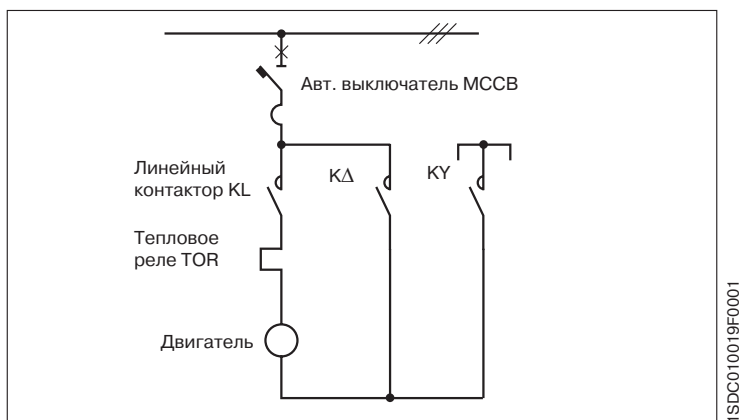 Авт. выключатель MCCB
Линейный
контактор KL
KΔ
KY
Тепловое
реле TOR
Двигатель
1SDC010019F0001